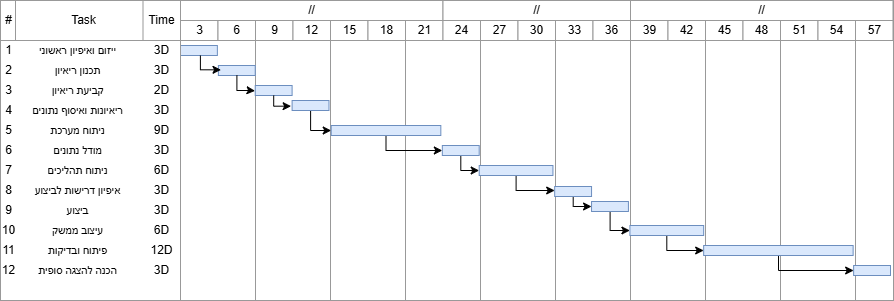 # Task Time // // //
3 6 9 12 15 18 21 24 27 30 33 36 39 42 45 48 51 54 57
1 ייזום ואיפיון ראשוני 3D
2 תכנון ריאיון 3D
3 קביעת ריאיון 2D
4 ריאיונות ואיסוף נתונים 3D
5 ניתוח מערכת 9D
6 מודל נתונים 3D
7 ניתוח תהליכים 6D
8 איפיון דרישות לביצוע 3D
9 ביצוע 3D
10 עיצוב ממשק 6D
11 פיתוח ובדיקות 12D
12 הכנה להצגה סופית 3D